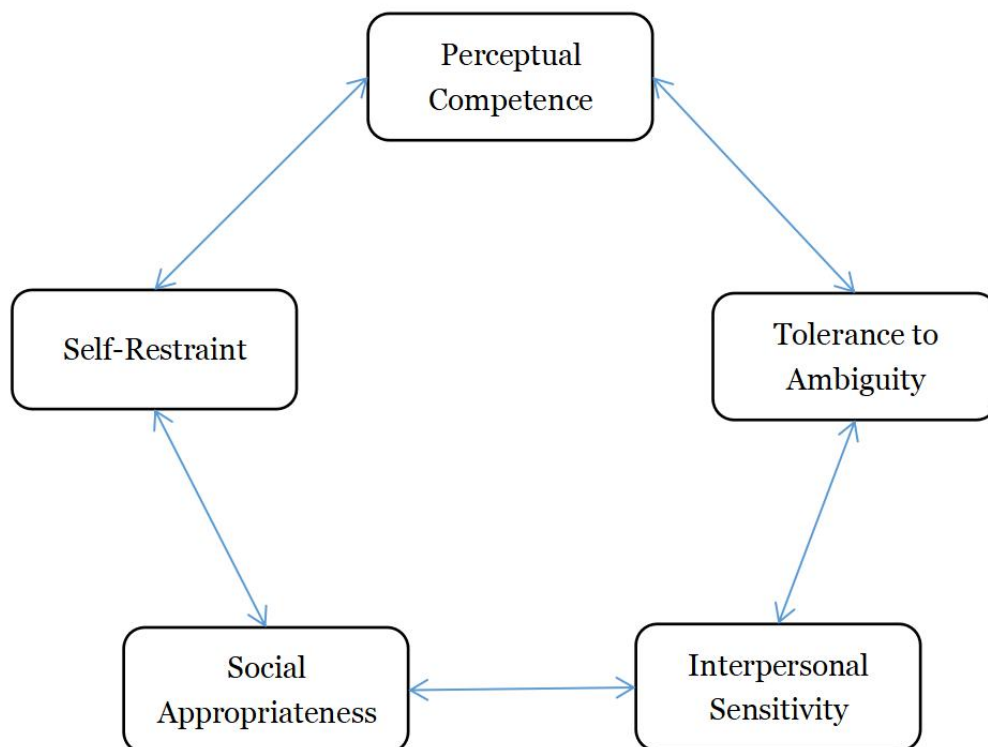 Perceptual
Competence
Self-Restraint
Tolerance to
Ambiguity
Social
Appropriateness
Interpersonal
Sensitivity